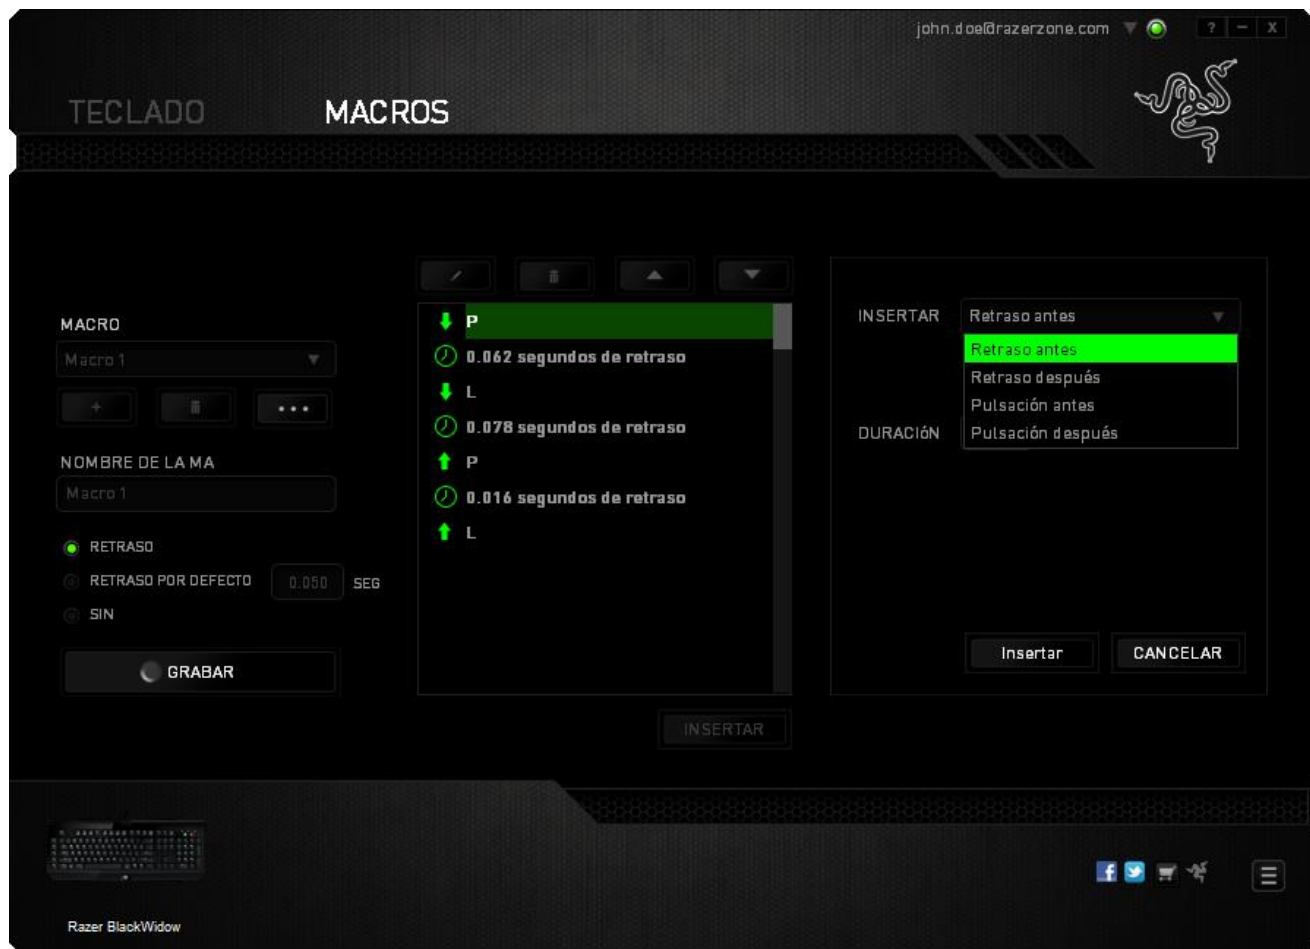 john.doe@razerzone.com
? – X
TECLADO MACROS
MACRO
Macro 1
+
NOMBRE DE LA MA
Macro 1
RETRASO
RETRASO POR DEFECTO 0.050 SEG
SIN
GRABAR
P
0.062 segundos de retraso
L
0.078 segundos de retraso
P
0.016 segundos de retraso
L
INSERTAR
INSERTAR Retraso antes
Retraso antes
Retraso después
Pulsación antes
Pulsación después
DURACIóN
Insertar CANCELAR
Razer BlackWidow